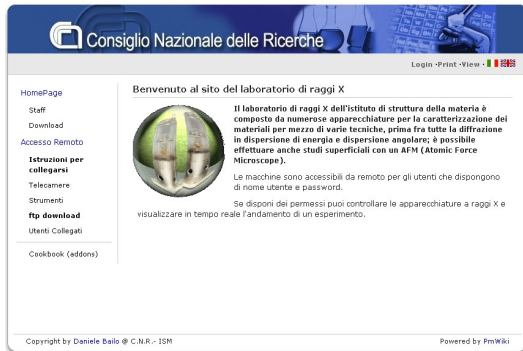 Consiglio Nazionale delle Ricerche
Login ·Print ·View ·
HomePage
Staff
Download
Accesso Remoto
Istruzioni per
collegarsi
Telecamere
Strumenti
ftp download
Utenti Collegati
Cookbook (addons)
Benvenuto al sito del laboratorio di raggi X
Il laboratorio di raggi X dell'istituto di struttura della materia è
composto da numerose apparecchiature per la caratterizzazione dei
materiali per mezzo di varie tecniche, prima fra tutte la diffrazione
in dispersione di energia e dispersione angolare; è possibile
effettuare anche studi superficiali con un AFM (Atomic Force
Microscope).
Le macchine sono accessibili da remoto per gli utenti che dispongono
di nome utente e password.
Se disponi dei permessi puoi controllare le apparecchiature a raggi X e
visualizzare in tempo reale l'andamento di un esperimento.
Copyright by Daniele Bailo @ C.N.R.- ISM
Powered by PmWiki